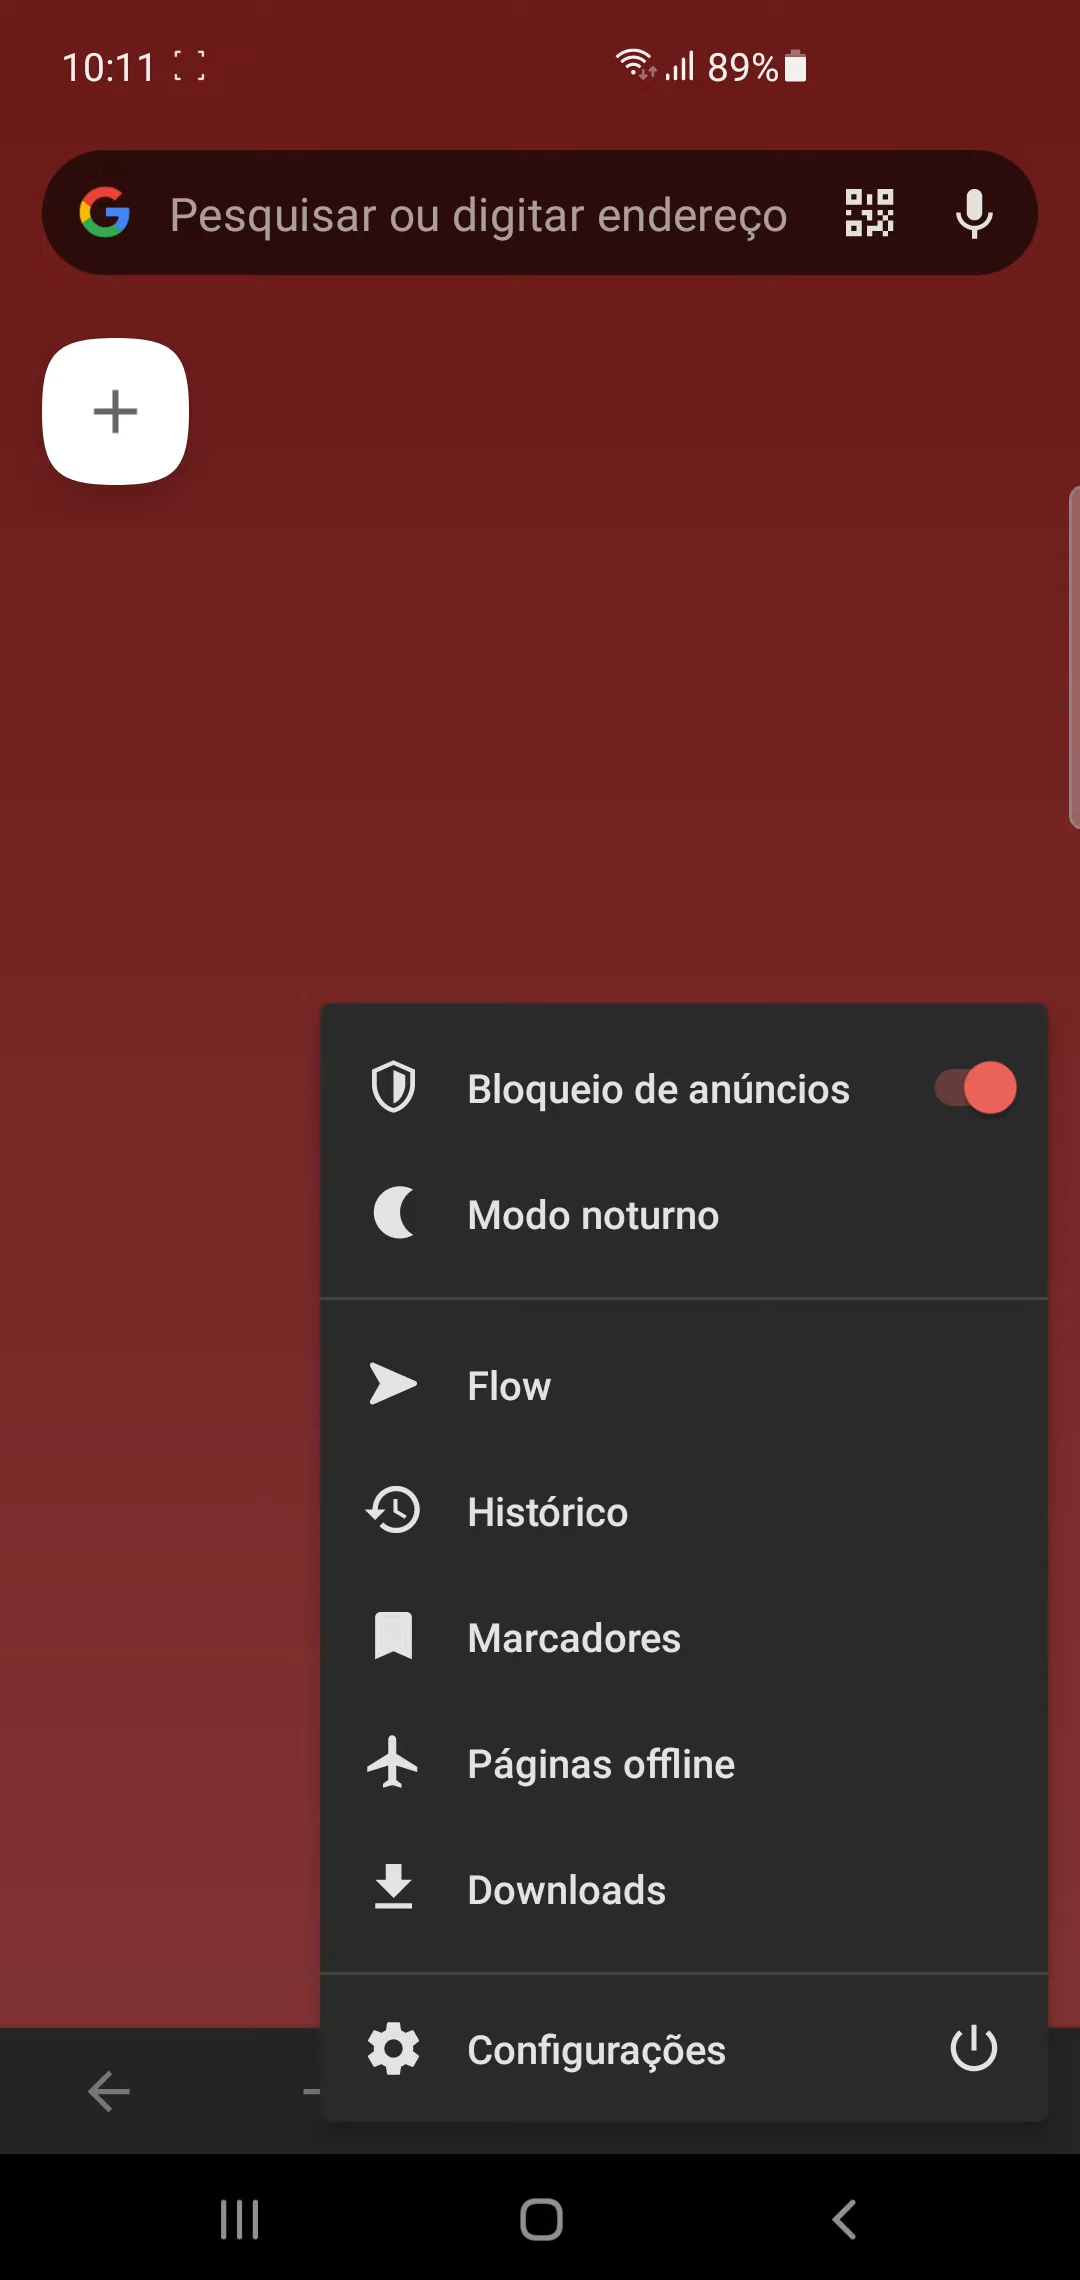 10:11
89%
Pesquisar ou digitar endereço
Bloqueio de anúncios
Modo noturno
Flow
Histórico
Marcadores
Páginas offline
Downloads
Configurações